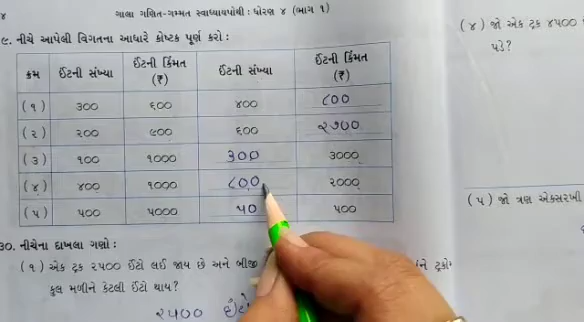 ૪ ગાલા ગણિત-ગમ્મત સ્વાધ્યાયપોથી : ધોરણ ૪ (ભાગ ૧)
૯. નીચે આપેલી વિગતના આધારે કોષ્ટક પૂર્ણ કરો :
ક્રમ ઈંટની સંખ્યા ઈંટની કિંમત (₹) ઈંટની સંખ્યા ઈંટની કિંમત (₹)
(૧) ૩૦૦ ૬૦૦ ૪૦૦ ૮૦૦
(૨) ૨૦૦ ૯૦૦ ૬૦૦ ૨૭૦૦
(૩) ૧૦૦ ૧૦૦૦ ૩૦૦ ૩૦૦૦
(૪) ૪૦૦ ૧૦૦૦ ૮૦૦ ૨૦૦૦
(૫) ૫૦૦ ૫૦૦૦ ૫૦ ૫૦૦
૩૦. નીચેના દાખલા ગણો :
(૧) એક ટ્રક ૨૫૦૦ ઈંટો લઈ જાય છે અને બીજી
કુલ મળીને કેટલી ઈંટો થાય?
૨૫૦૦
(૪) જો એક ટ્રક ૪૫૦૦
પડે?
(૫) જો ત્રણ એકસરખી